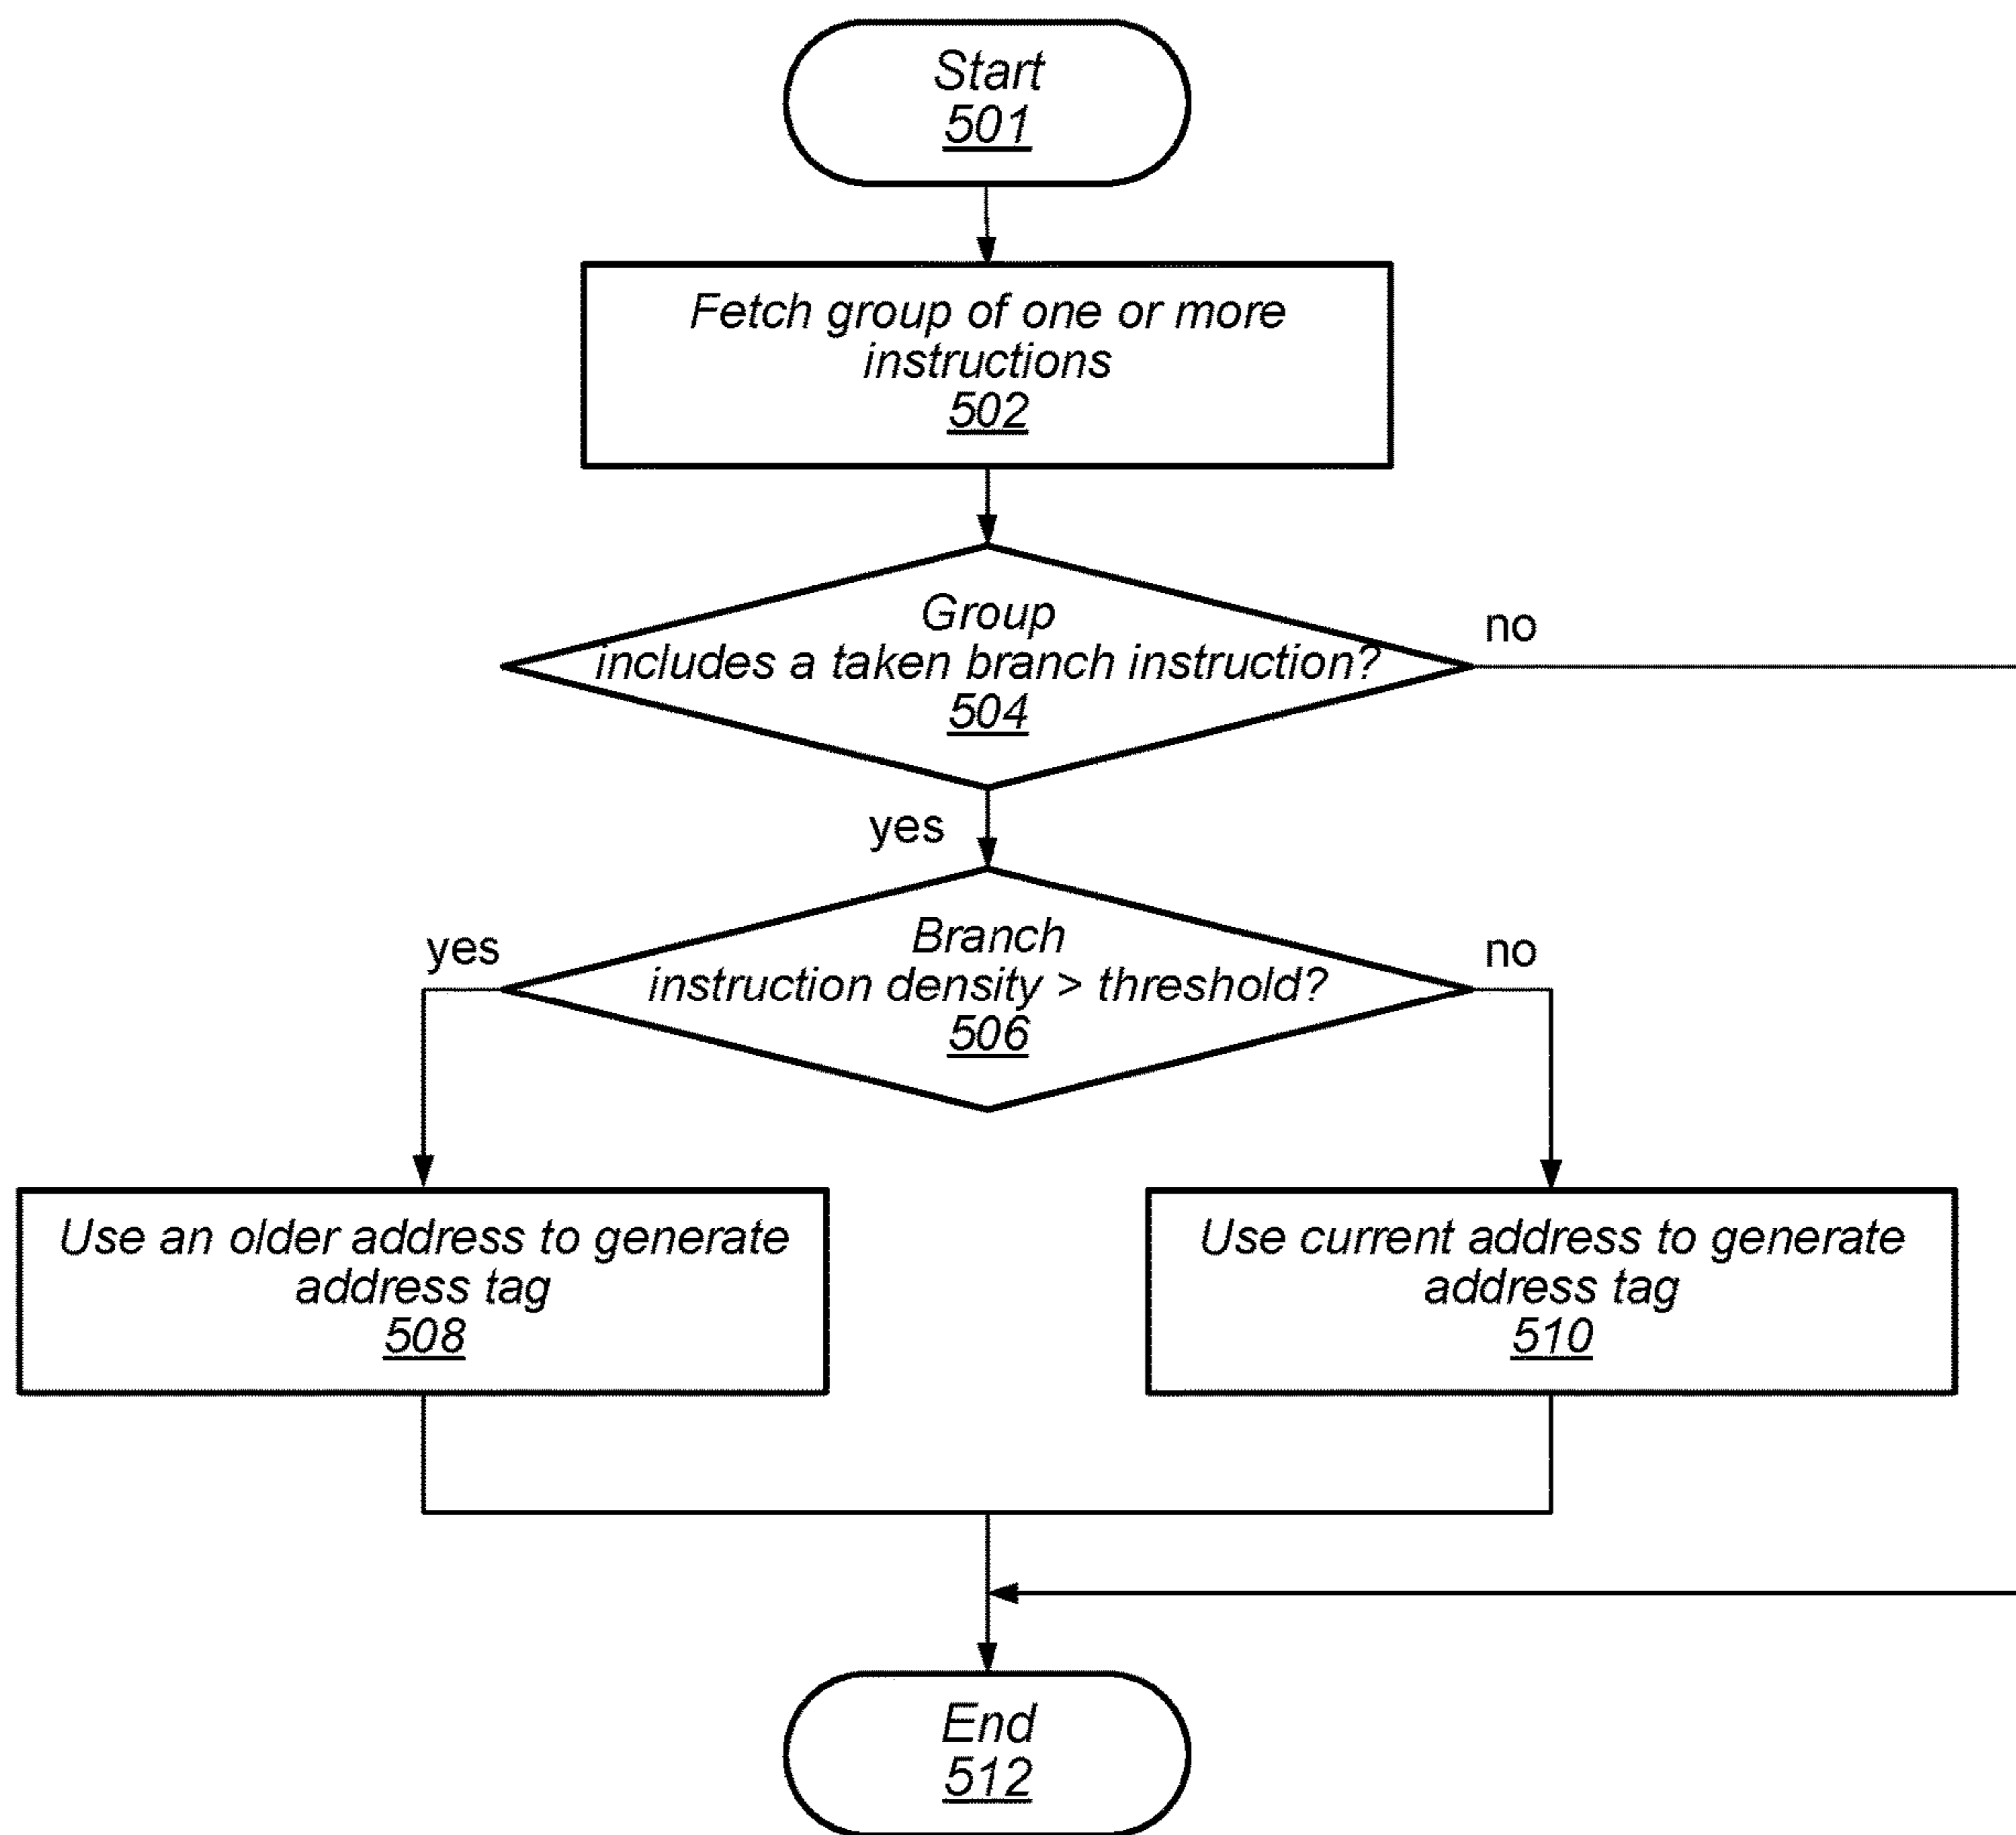 Start
501
Fetch group of one or more
instructions
502
Group
includes a taken branch instruction?
504
no
yes
Branch
instruction density > threshold?
506
yes
no
Use an older address to generate
address tag
508
Use current address to generate
address tag
510
End
512